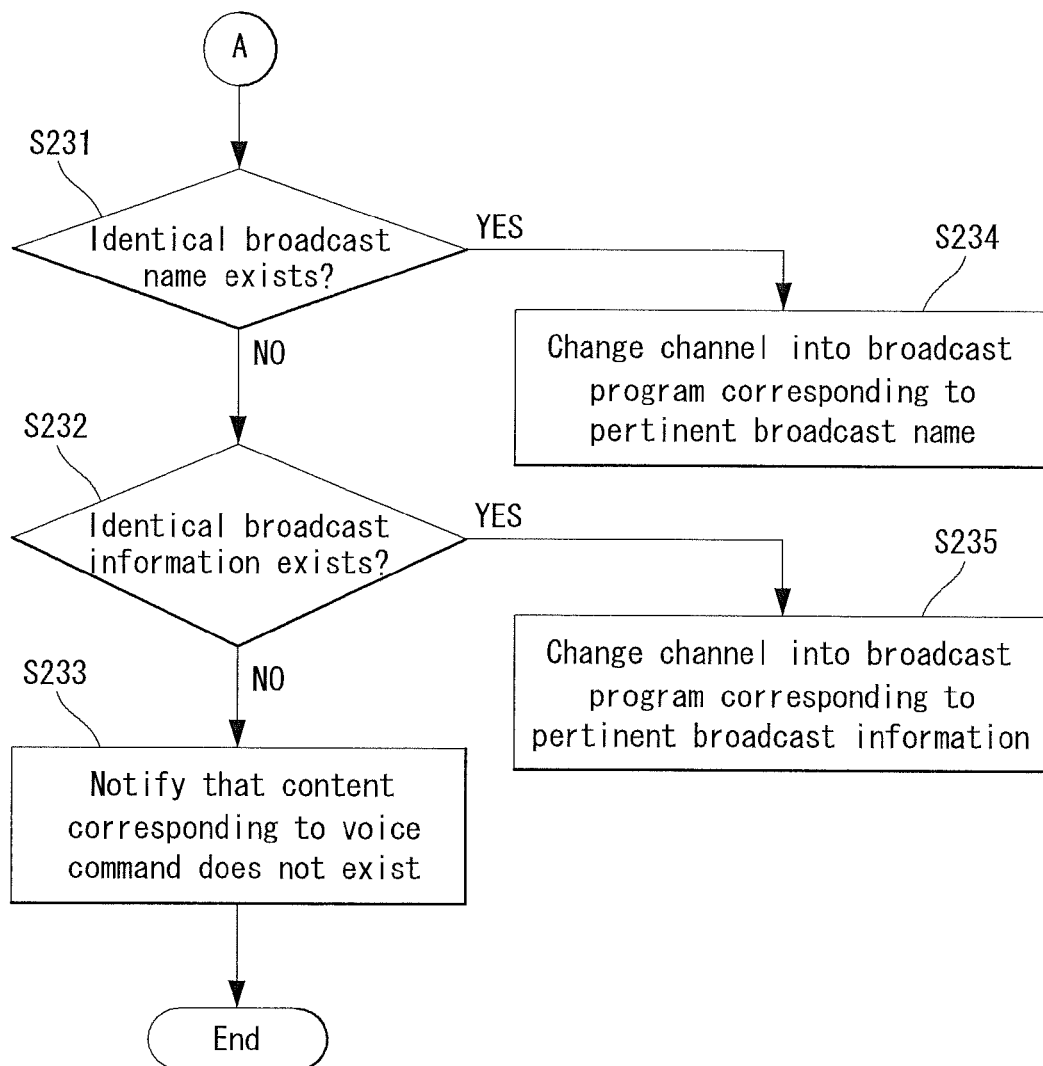 A
S231
Identical broadcast
name exists?
YES
NO
S234
Change channel into broadcast
program corresponding to
pertinent broadcast name
S232
Identical broadcast
information exists?
YES
NO
S235
Change channel into broadcast
program corresponding to
pertinent broadcast information
S233
Notify that content
corresponding to voice
command does not exist
End